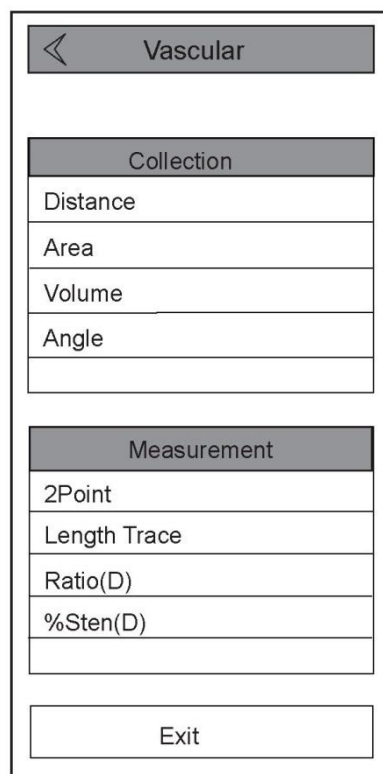 Vascular
Collection
Distance
Area
Volume
Angle
Measurement
2Point
Length Trace
Ratio(D)
%Sten(D)
Exit